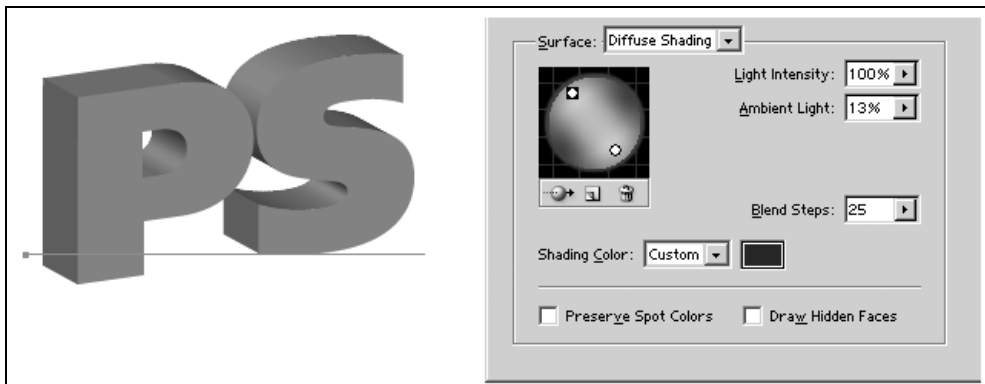 PS
Surface: Diffuse Shading
Light Intensity: 100%
Ambient Light: 13%
Blend Steps: 25
Shading Color: Custom
Preserve Spot Colors
Draw Hidden Faces